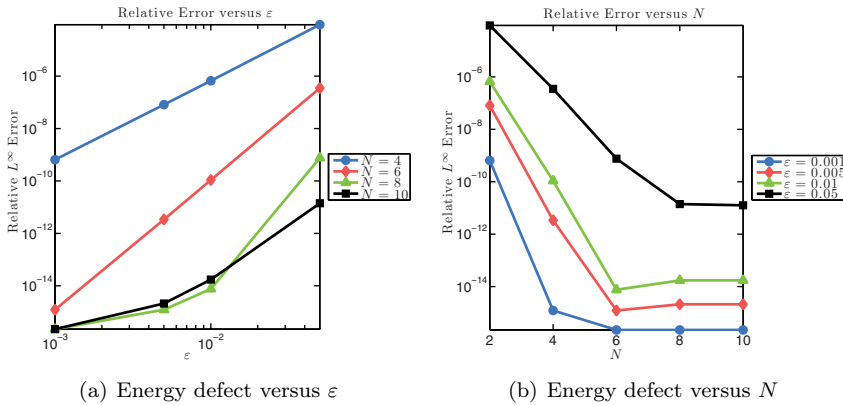 Relative Error versus ε
Relative L^∞ Error
10^−6
10^−8
10^−10
10^−12
10^−14
10^−3
10^−2
ε
N = 4
N = 6
N = 8
N = 10
(a) Energy defect versus ε
Relative Error versus N
Relative L^∞ Error
10^−6
10^−8
10^−10
10^−12
10^−14
2
4
6
8
10
N
ε = 0.001
ε = 0.005
ε = 0.01
ε = 0.05
(b) Energy defect versus N